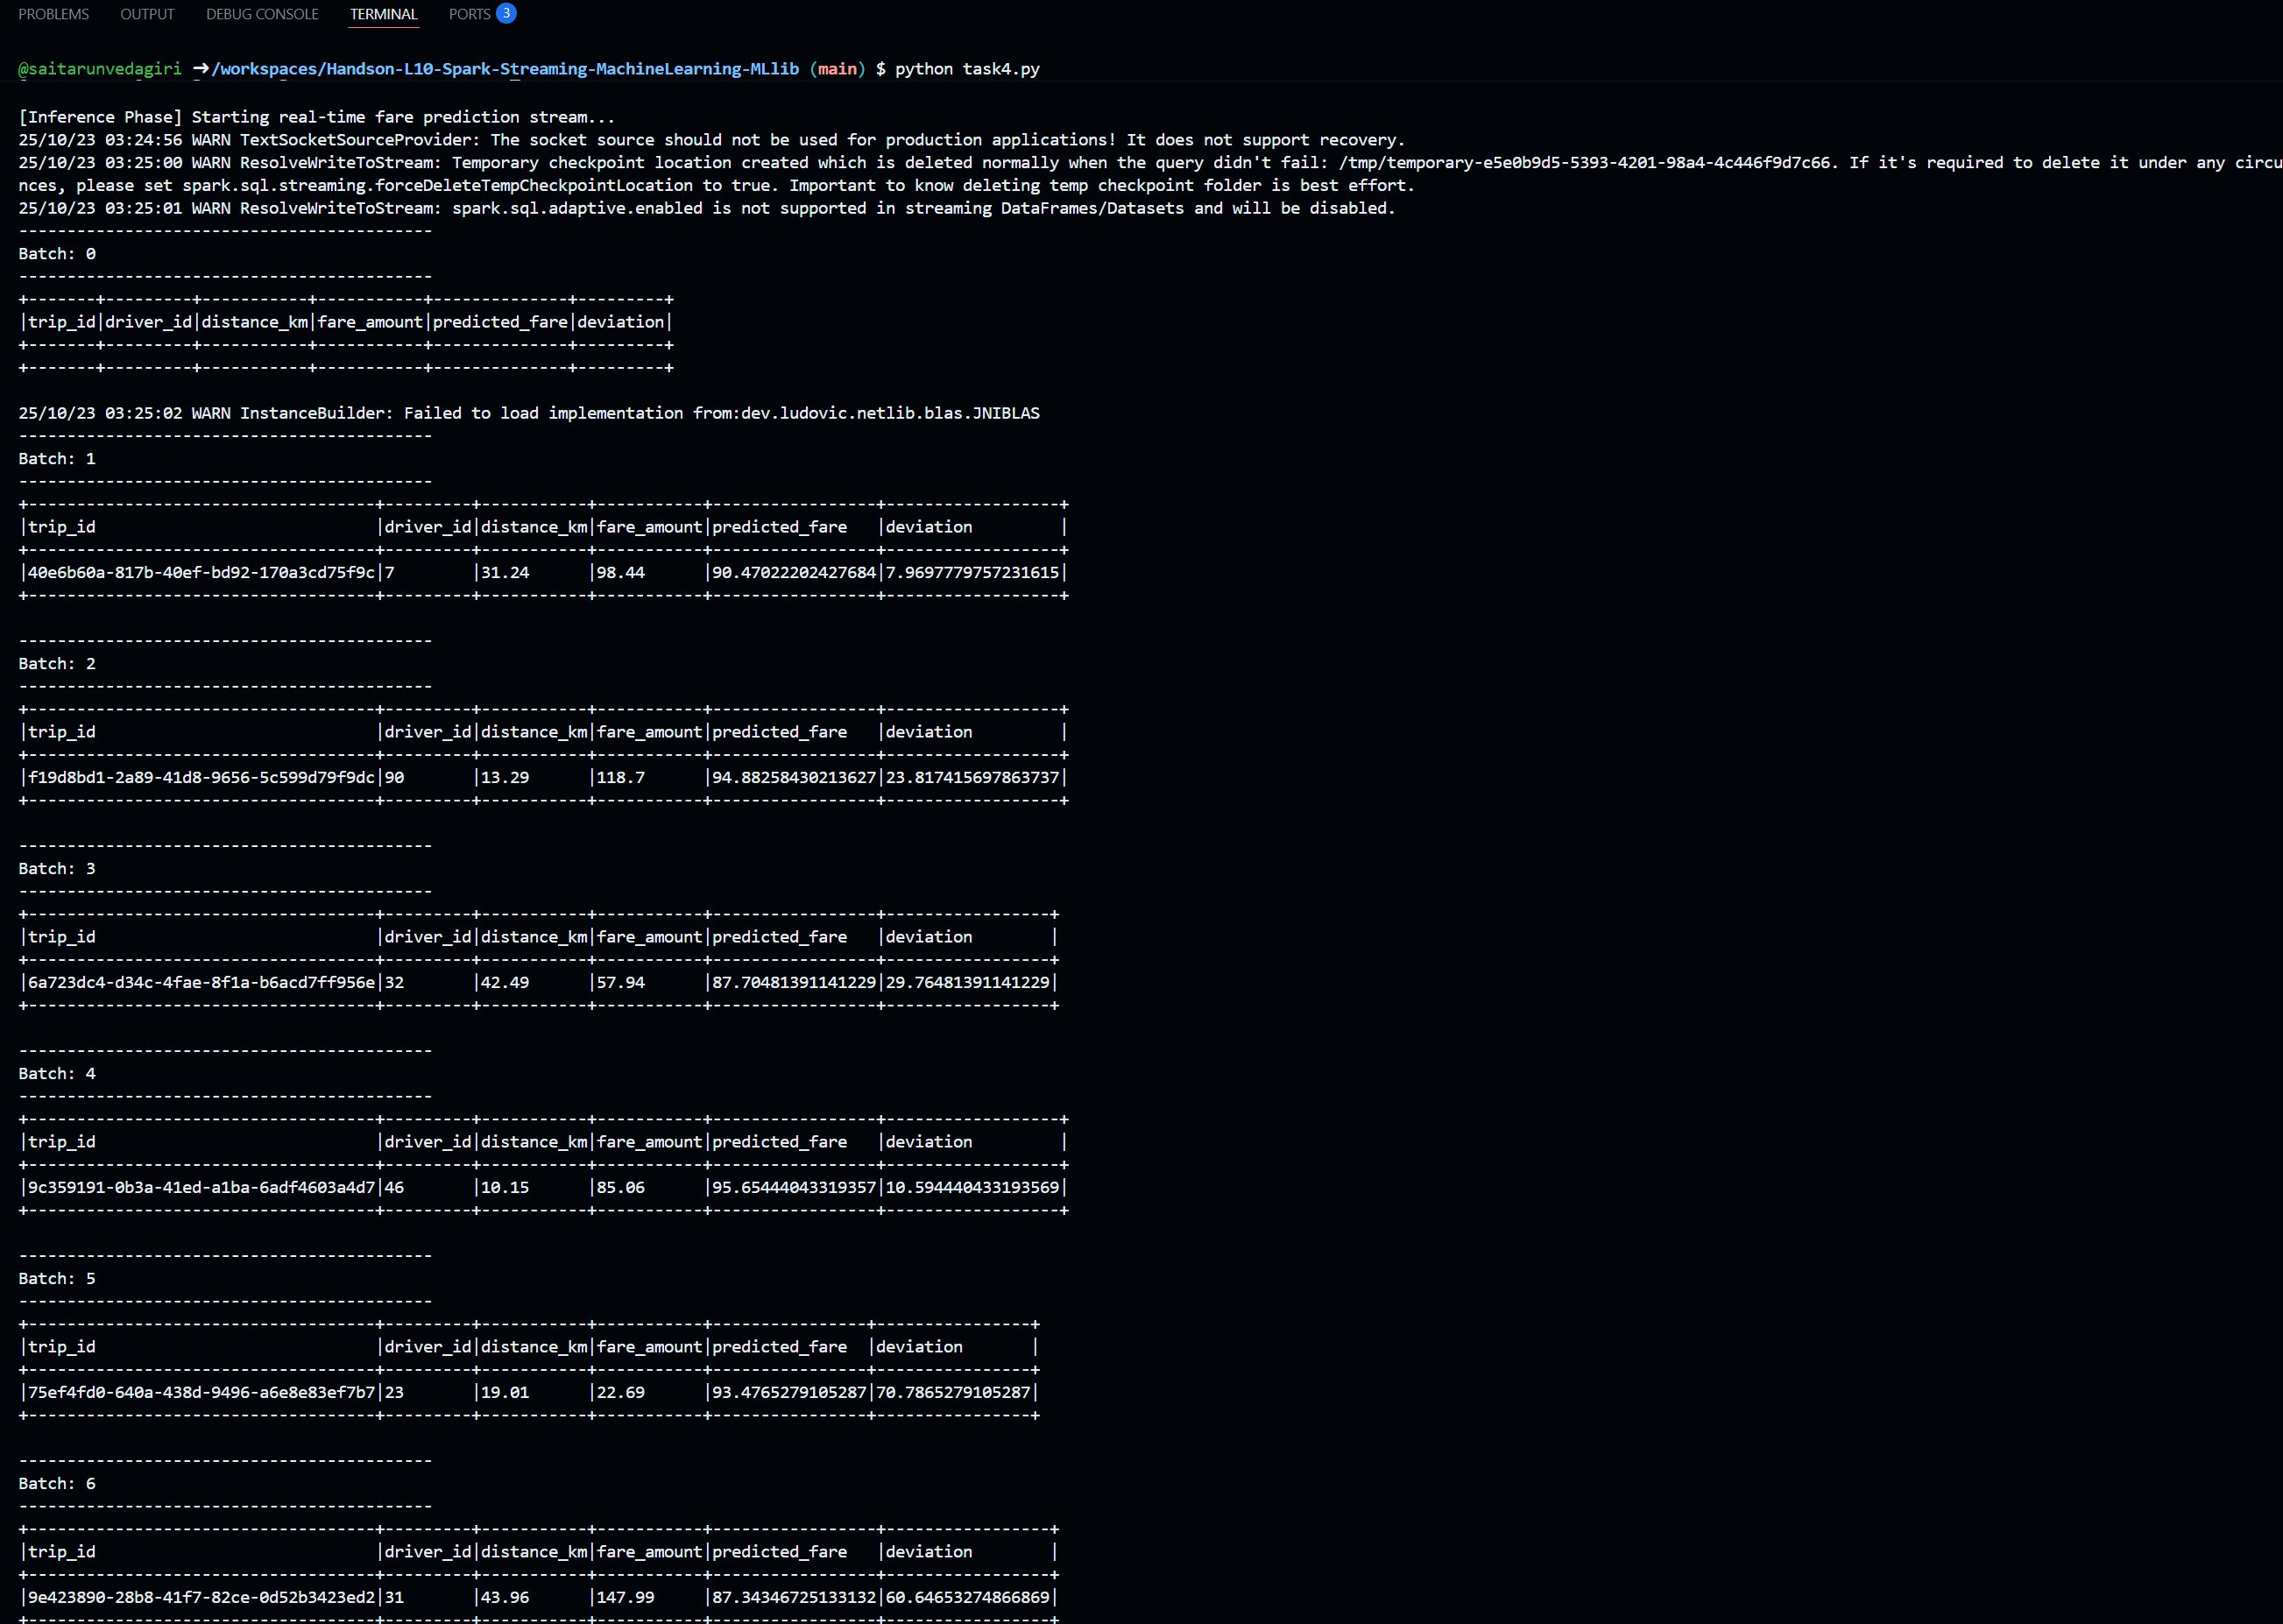 PROBLEMS OUTPUT DEBUG CONSOLE TERMINAL PORTS 3
@saitarunvedagiri ➜/workspaces/Handson-L10-Spark-Streaming-MachineLearning-MLlib (main) $ python task4.py
[Inference Phase] Starting real-time fare prediction stream...
25/10/23 03:24:56 WARN TextSocketSourceProvider: The socket source should not be used for production applications! It does not support recovery.
25/10/23 03:25:00 WARN ResolveWriteToStream: Temporary checkpoint location created which is deleted normally when the query didn't fail: /tmp/temporary-e5e0b9d5-5393-4201-98a4-4c446f9d7c66. If it's required to delete it under any circu
nces, please set spark.sql.streaming.forceDeleteTempCheckpointLocation to true. Important to know deleting temp checkpoint folder is best effort.
25/10/23 03:25:01 WARN ResolveWriteToStream: spark.sql.adaptive.enabled is not supported in streaming DataFrames/Datasets and will be disabled.
-------------------------------------------
Batch: 0
-------------------------------------------
+-------+---------+-----------+-----------+--------------+---------+
|trip_id|driver_id|distance_km|fare_amount|predicted_fare|deviation|
+-------+---------+-----------+-----------+--------------+---------+
+-------+---------+-----------+-----------+--------------+---------+
25/10/23 03:25:02 WARN InstanceBuilder: Failed to load implementation from:dev.ludovic.netlib.blas.JNIBLAS
-------------------------------------------
Batch: 1
-------------------------------------------
+------------------------------------+---------+-----------+-----------+-----------------+------------------+
|trip_id                             |driver_id|distance_km|fare_amount|predicted_fare   |deviation         |
+------------------------------------+---------+-----------+-----------+-----------------+------------------+
|40e6b60a-817b-40ef-bd92-170a3cd75f9c|7        |31.24      |98.44      |90.47022202427684|7.9697779757231615|
+------------------------------------+---------+-----------+-----------+-----------------+------------------+
-------------------------------------------
Batch: 2
-------------------------------------------
+------------------------------------+---------+-----------+-----------+-----------------+------------------+
|trip_id                             |driver_id|distance_km|fare_amount|predicted_fare   |deviation         |
+------------------------------------+---------+-----------+-----------+-----------------+------------------+
|f19d8bd1-2a89-41d8-9656-5c599d79f9dc|90       |13.29      |118.7      |94.88258430213627|23.817415697863737|
+------------------------------------+---------+-----------+-----------+-----------------+------------------+
-------------------------------------------
Batch: 3
-------------------------------------------
+------------------------------------+---------+-----------+-----------+-----------------+-----------------+
|trip_id                             |driver_id|distance_km|fare_amount|predicted_fare   |deviation        |
+------------------------------------+---------+-----------+-----------+-----------------+-----------------+
|6a723dc4-d34c-4fae-8f1a-b6acd7ff956e|32       |42.49      |57.94      |87.70481391141229|29.76481391141229|
+------------------------------------+---------+-----------+-----------+-----------------+-----------------+
-------------------------------------------
Batch: 4
-------------------------------------------
+------------------------------------+---------+-----------+-----------+-----------------+------------------+
|trip_id                             |driver_id|distance_km|fare_amount|predicted_fare   |deviation         |
+------------------------------------+---------+-----------+-----------+-----------------+------------------+
|9c359191-0b3a-41ed-a1ba-6adf4603a4d7|46       |10.15      |85.06      |95.65444043319357|10.594440433193569|
+------------------------------------+---------+-----------+-----------+-----------------+------------------+
-------------------------------------------
Batch: 5
-------------------------------------------
+------------------------------------+---------+-----------+-----------+----------------+----------------+
|trip_id                             |driver_id|distance_km|fare_amount|predicted_fare  |deviation       |
+------------------------------------+---------+-----------+-----------+----------------+----------------+
|75ef4fd0-640a-438d-9496-a6e8e83ef7b7|23       |19.01      |22.69      |93.4765279105287|70.7865279105287|
+------------------------------------+---------+-----------+-----------+----------------+----------------+
-------------------------------------------
Batch: 6
-------------------------------------------
+------------------------------------+---------+-----------+-----------+-----------------+-----------------+
|trip_id                             |driver_id|distance_km|fare_amount|predicted_fare   |deviation        |
+------------------------------------+---------+-----------+-----------+-----------------+-----------------+
|9e423890-28b8-41f7-82ce-0d52b3423ed2|31       |43.96      |147.99     |87.34346725133132|60.64653274866869|
+------------------------------------+---------+-----------+-----------+-----------------+-----------------+